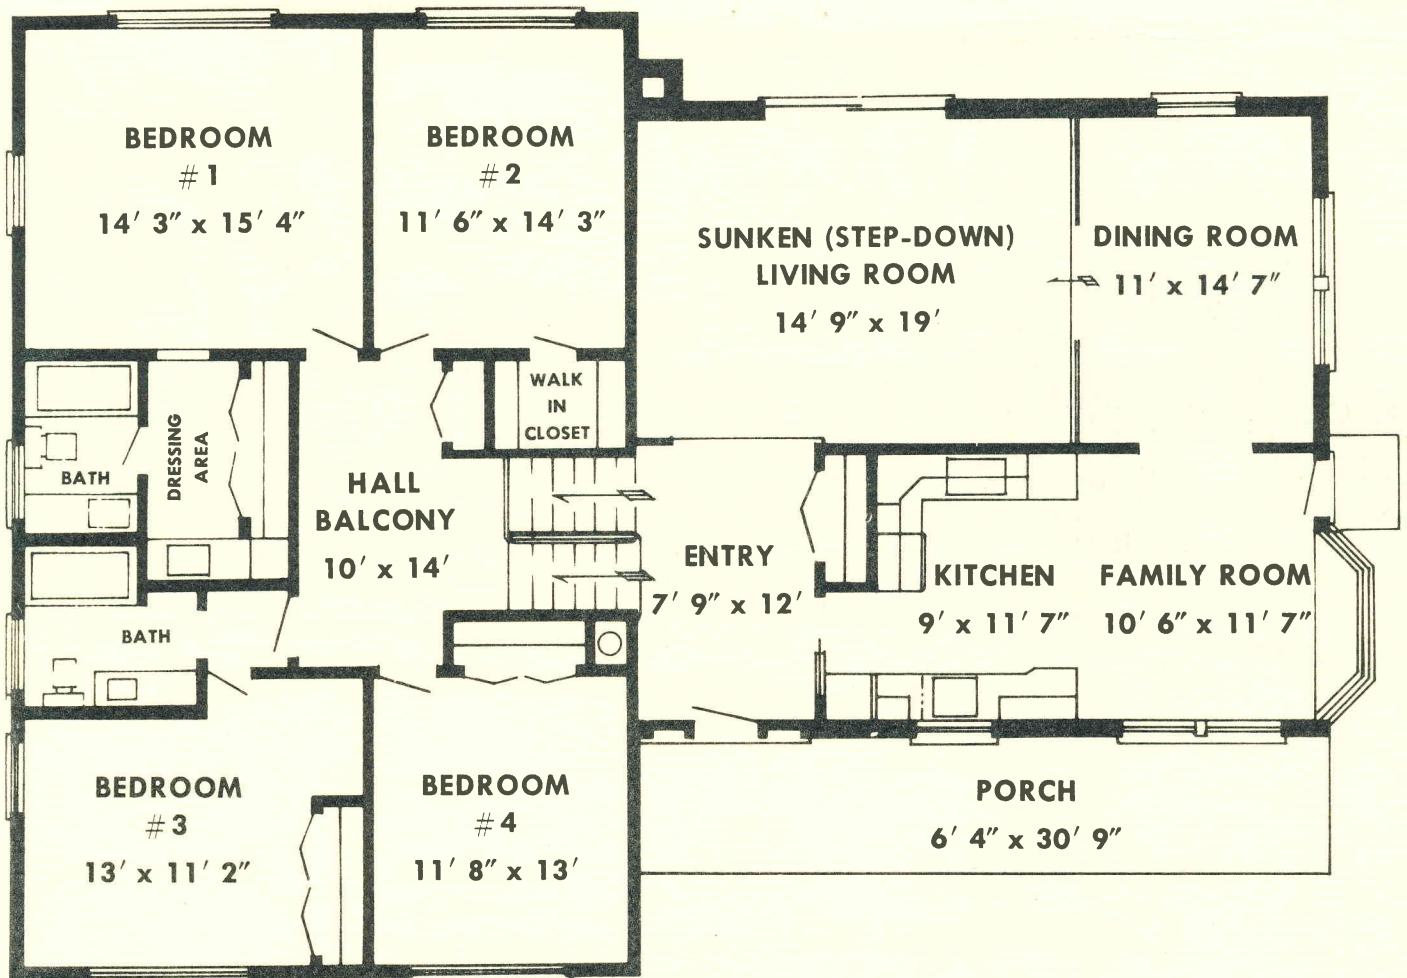 BEDROOM
#1
14′ 3″ x 15′ 4″
BEDROOM
#2
11′ 6″ x 14′ 3″
SUNKEN (STEP-DOWN)
LIVING ROOM
14′ 9″ x 19′
DINING ROOM
11′ x 14′ 7″
WALK
IN
CLOSET
DRESSING
AREA
BATH
HALL
BALCONY
10′ x 14′
ENTRY
7′ 9″ x 12′
KITCHEN
9′ x 11′ 7″
FAMILY ROOM
10′ 6″ x 11′ 7″
BATH
BEDROOM
#3
13′ x 11′ 2″
BEDROOM
#4
11′ 8″ x 13′
PORCH
6′ 4″ x 30′ 9″